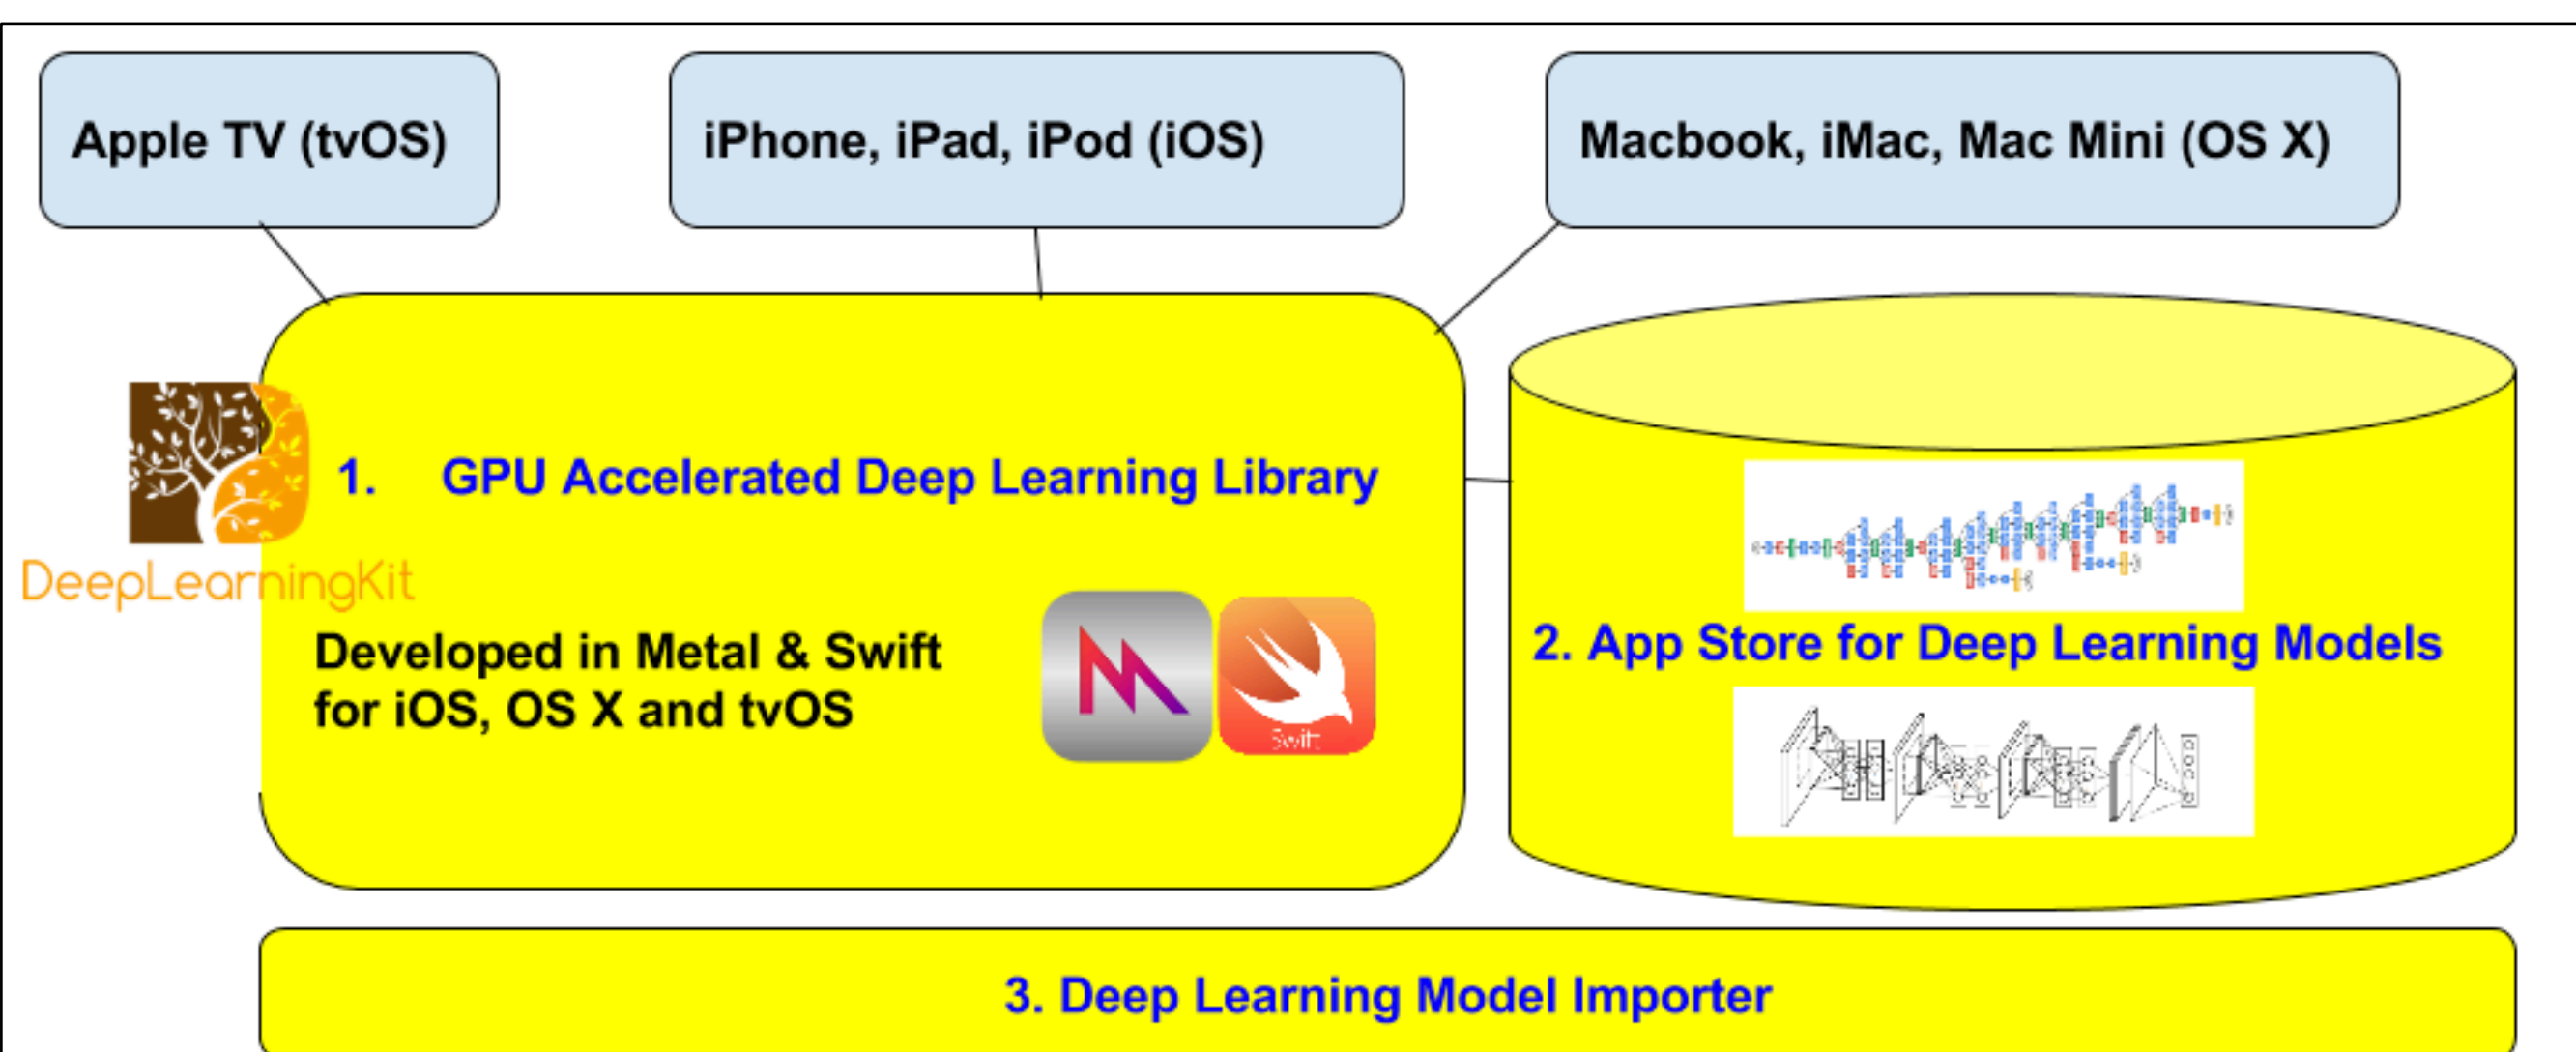 Apple TV (tvOS)
iPhone, iPad, iPod (iOS)
Macbook, iMac, Mac Mini (OS X)
1. GPU Accelerated Deep Learning Library
DeepLearningKit
Developed in Metal & Swift
for iOS, OS X and tvOS
Swift
2. App Store for Deep Learning Models
3. Deep Learning Model Importer